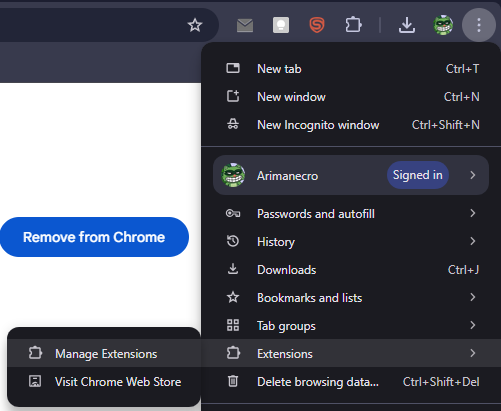 New tab Ctrl+T
New window Ctrl+N
New Incognito window Ctrl+Shift+N
Arimanecro Signed in
Passwords and autofill
Remove from Chrome
History
Downloads Ctrl+J
Bookmarks and lists
Tab groups
Manage Extensions
Extensions
Visit Chrome Web Store
Delete browsing data... Ctrl+Shift+Del